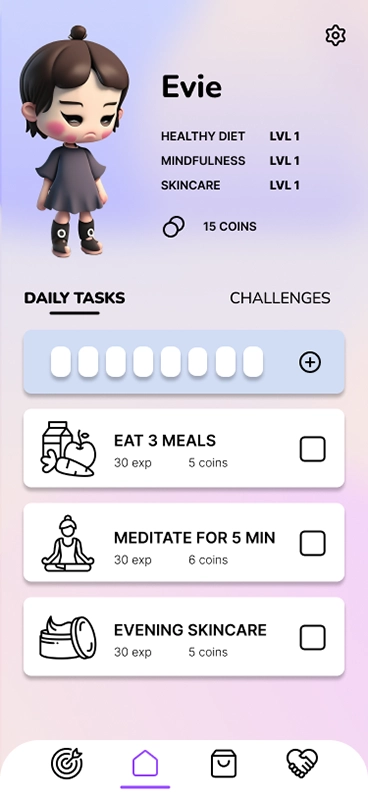 Evie
HEALTHY DIET LVL 1
MINDFULNESS LVL 1
SKINCARE LVL 1
15 COINS
DAILY TASKS CHALLENGES
EAT 3 MEALS
30 exp 5 coins
MEDITATE FOR 5 MIN
30 exp 6 coins
EVENING SKINCARE
30 exp 5 coins